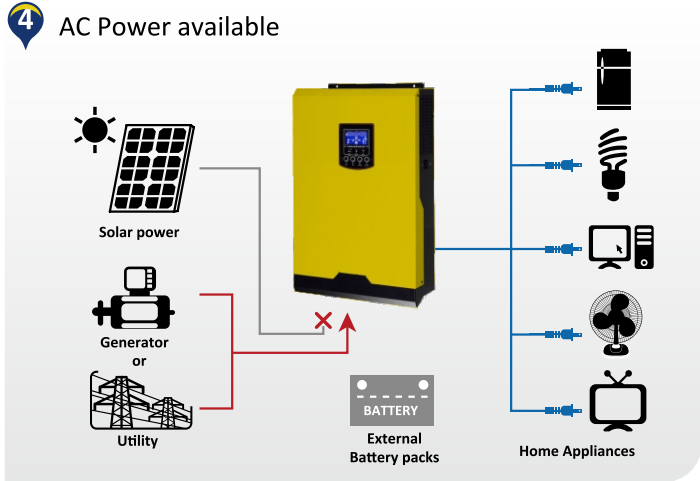 4
AC Power available
Solar power
Generator
or
Utility
BATTERY
External
Battery packs
Home Appliances